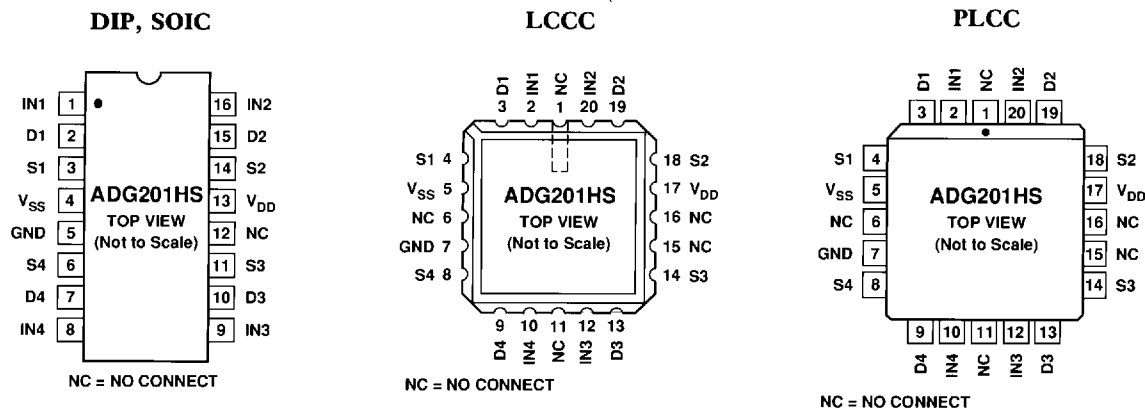 DIP, SOIC
IN1 1
D1 2
S1 3
VSS 4
GND 5
S4 6
D4 7
IN4 8
16 IN2
15 D2
14 S2
13 VDD
12 NC
11 S3
10 D3
9 IN3
ADG201HS
TOP VIEW
(Not to Scale)
NC = NO CONNECT
LCCC
D1 IN1 NC IN2 D2
3 2 1 20 19
S1 4
VSS 5
NC 6
GND 7
S4 8
18 S2
17 VDD
16 NC
15 NC
14 S3
ADG201HS
TOP VIEW
(Not to Scale)
9 10 11 12 13
D4 IN4 NC IN3 D3
NC = NO CONNECT
PLCC
D1 IN1 NC IN2 D2
3 2 1 20 19
S1 4
VSS 5
NC 6
GND 7
S4 8
18 S2
17 VDD
16 NC
15 NC
14 S3
ADG201HS
TOP VIEW
(Not to Scale)
9 10 11 12 13
D4 IN4 NC IN3 D3
NC = NO CONNECT